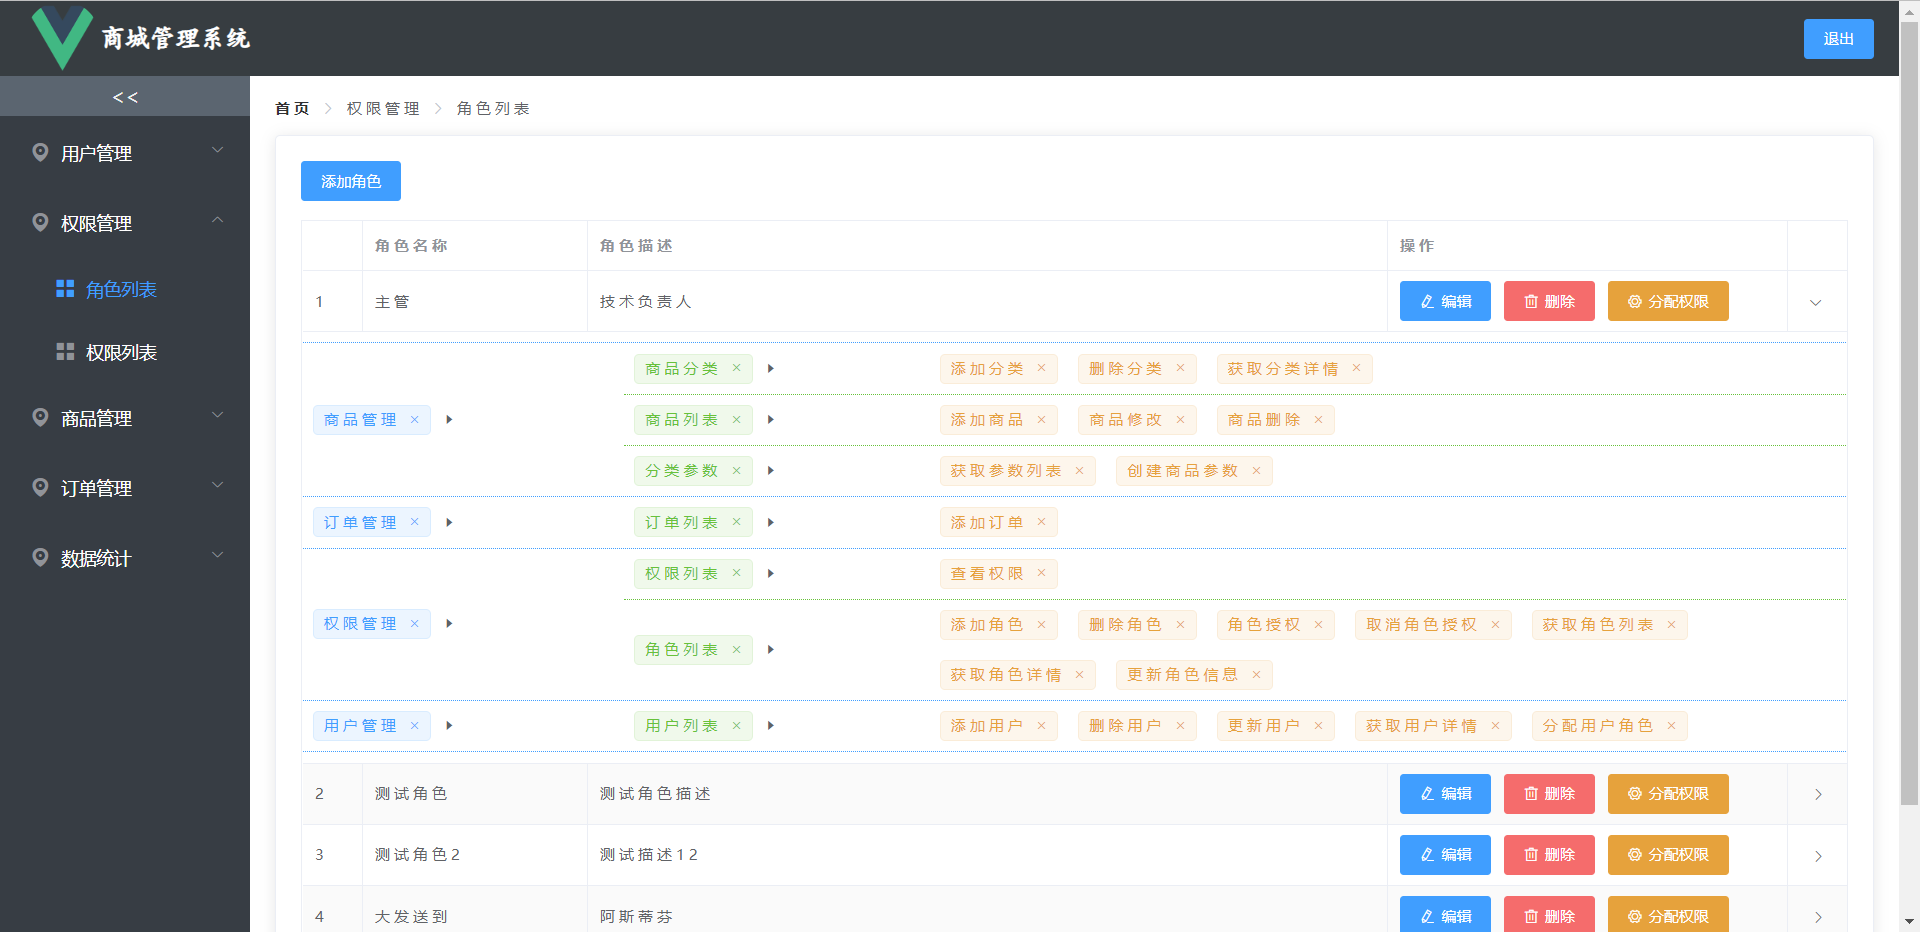 商城管理系统
退出
<<
首页 > 权限管理 > 角色列表
用户管理
权限管理
角色列表
权限列表
商品管理
订单管理
数据统计
添加角色
角色名称 角色描述 操作
1 主管 技术负责人 编辑 删除 分配权限
商品分类 × 添加分类 × 删除分类 × 获取分类详情 ×
商品管理 × 商品列表 × 添加商品 × 商品修改 × 商品删除 ×
分类参数 × 获取参数列表 × 创建商品参数 ×
订单管理 × 订单列表 × 添加订单 ×
权限列表 × 查看权限 ×
权限管理 × 添加角色 × 删除角色 × 角色授权 × 取消角色授权 × 获取角色列表 ×
角色列表 ×
获取角色详情 × 更新角色信息 ×
用户管理 × 用户列表 × 添加用户 × 删除用户 × 更新用户 × 获取用户详情 × 分配用户角色 ×
2 测试角色 测试角色描述 编辑 删除 分配权限
3 测试角色2 测试描述12 编辑 删除 分配权限
4 大发送到 阿斯蒂芬 编辑 删除 分配权限